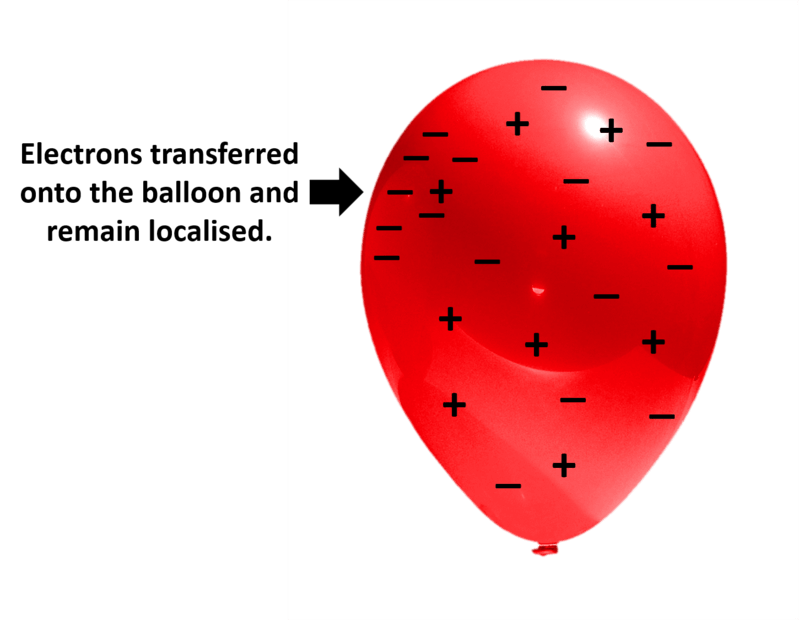 Electrons transferred
onto the balloon and
remain localised.